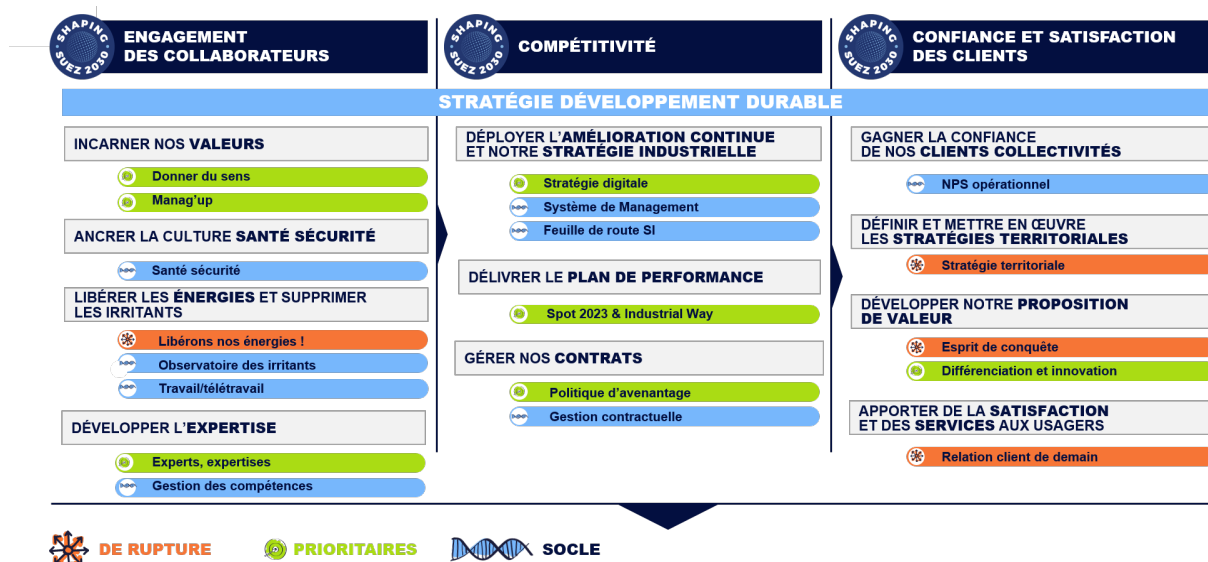 SHAPING SUEZ 2030
ENGAGEMENT
DES COLLABORATEURS
SHAPING SUEZ 2030
COMPÉTITIVITÉ
SHAPING SUEZ 2030
CONFIANCE ET SATISFACTION
DES CLIENTS
STRATÉGIE DÉVELOPPEMENT DURABLE
INCARNER NOS VALEURS
Donner du sens
Manag'up
ANCRER LA CULTURE SANTÉ SÉCURITÉ
Santé sécurité
LIBÉRER LES ÉNERGIES ET SUPPRIMER
LES IRRITANTS
Libérons nos énergies !
Observatoire des irritants
Travail/télétravail
DÉVELOPPER L'EXPERTISE
Experts, expertises
Gestion des compétences
DÉPLOYER L'AMÉLIORATION CONTINUE
ET NOTRE STRATÉGIE INDUSTRIELLE
Stratégie digitale
Système de Management
Feuille de route SI
DÉLIVRER LE PLAN DE PERFORMANCE
Spot 2023 & Industrial Way
GÉRER NOS CONTRATS
Politique d'avenantage
Gestion contractuelle
GAGNER LA CONFIANCE
DE NOS CLIENTS COLLECTIVITÉS
NPS opérationnel
DÉFINIR ET METTRE EN ŒUVRE
LES STRATÉGIES TERRITORIALES
Stratégie territoriale
DÉVELOPPER NOTRE PROPOSITION
DE VALEUR
Esprit de conquête
Différenciation et innovation
APPORTER DE LA SATISFACTION
ET DES SERVICES AUX USAGERS
Relation client de demain
DE RUPTURE
PRIORITAIRES
SOCLE